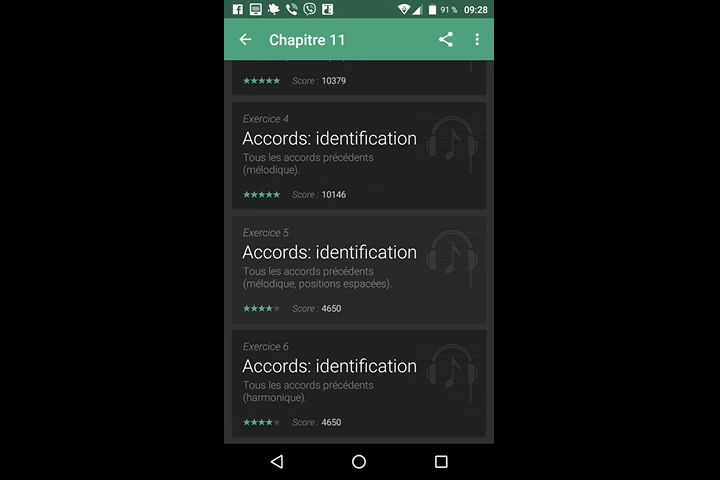 91 % 09:28
Chapitre 11
Score : 10379
Exercice 4
Accords: identification
Tous les accords précédents
(mélodique).
Score : 10146
Exercice 5
Accords: identification
Tous les accords précédents
(mélodique, positions espacées).
Score : 4650
Exercice 6
Accords: identification
Tous les accords précédents
(harmonique).
Score : 4650